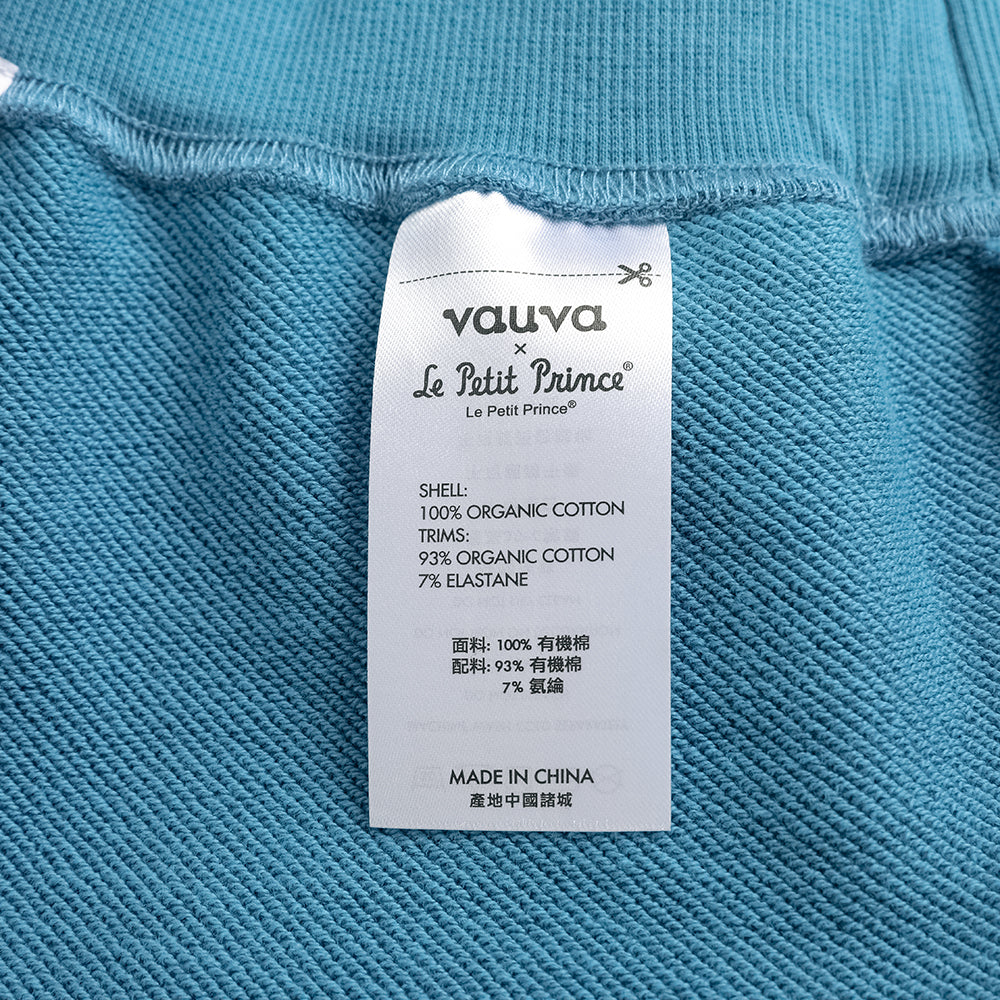 vauva
×
Le Petit Prince®
Le Petit Prince®
SHELL:
100% ORGANIC COTTON
TRIMS:
93% ORGANIC COTTON
7% ELASTANE
面料: 100% 有機棉
配料: 93% 有機棉
7% 氨綸
MADE IN CHINA
產地中國諸城